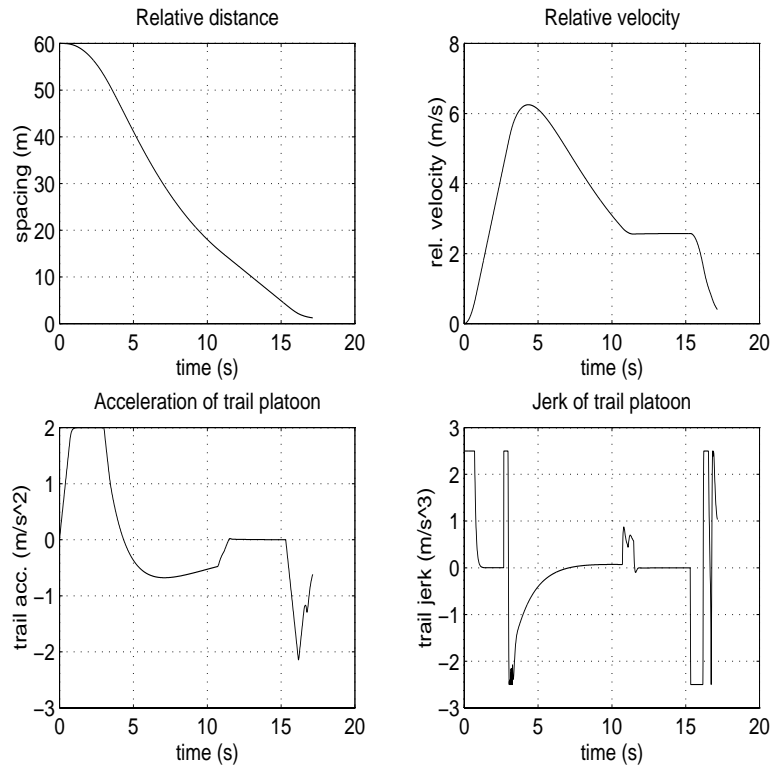 Relative distance
60
50
40
30
20
10
0
spacing (m)
0 5 10 15 20
time (s)
Relative velocity
8
6
4
2
0
rel. velocity (m/s)
0 5 10 15 20
time (s)
Acceleration of trail platoon
2
1
0
−1
−2
−3
trail acc. (m/s^2)
0 5 10 15 20
time (s)
Jerk of trail platoon
3
2
1
0
−1
−2
−3
trail jerk (m/s^3)
0 5 10 15 20
time (s)